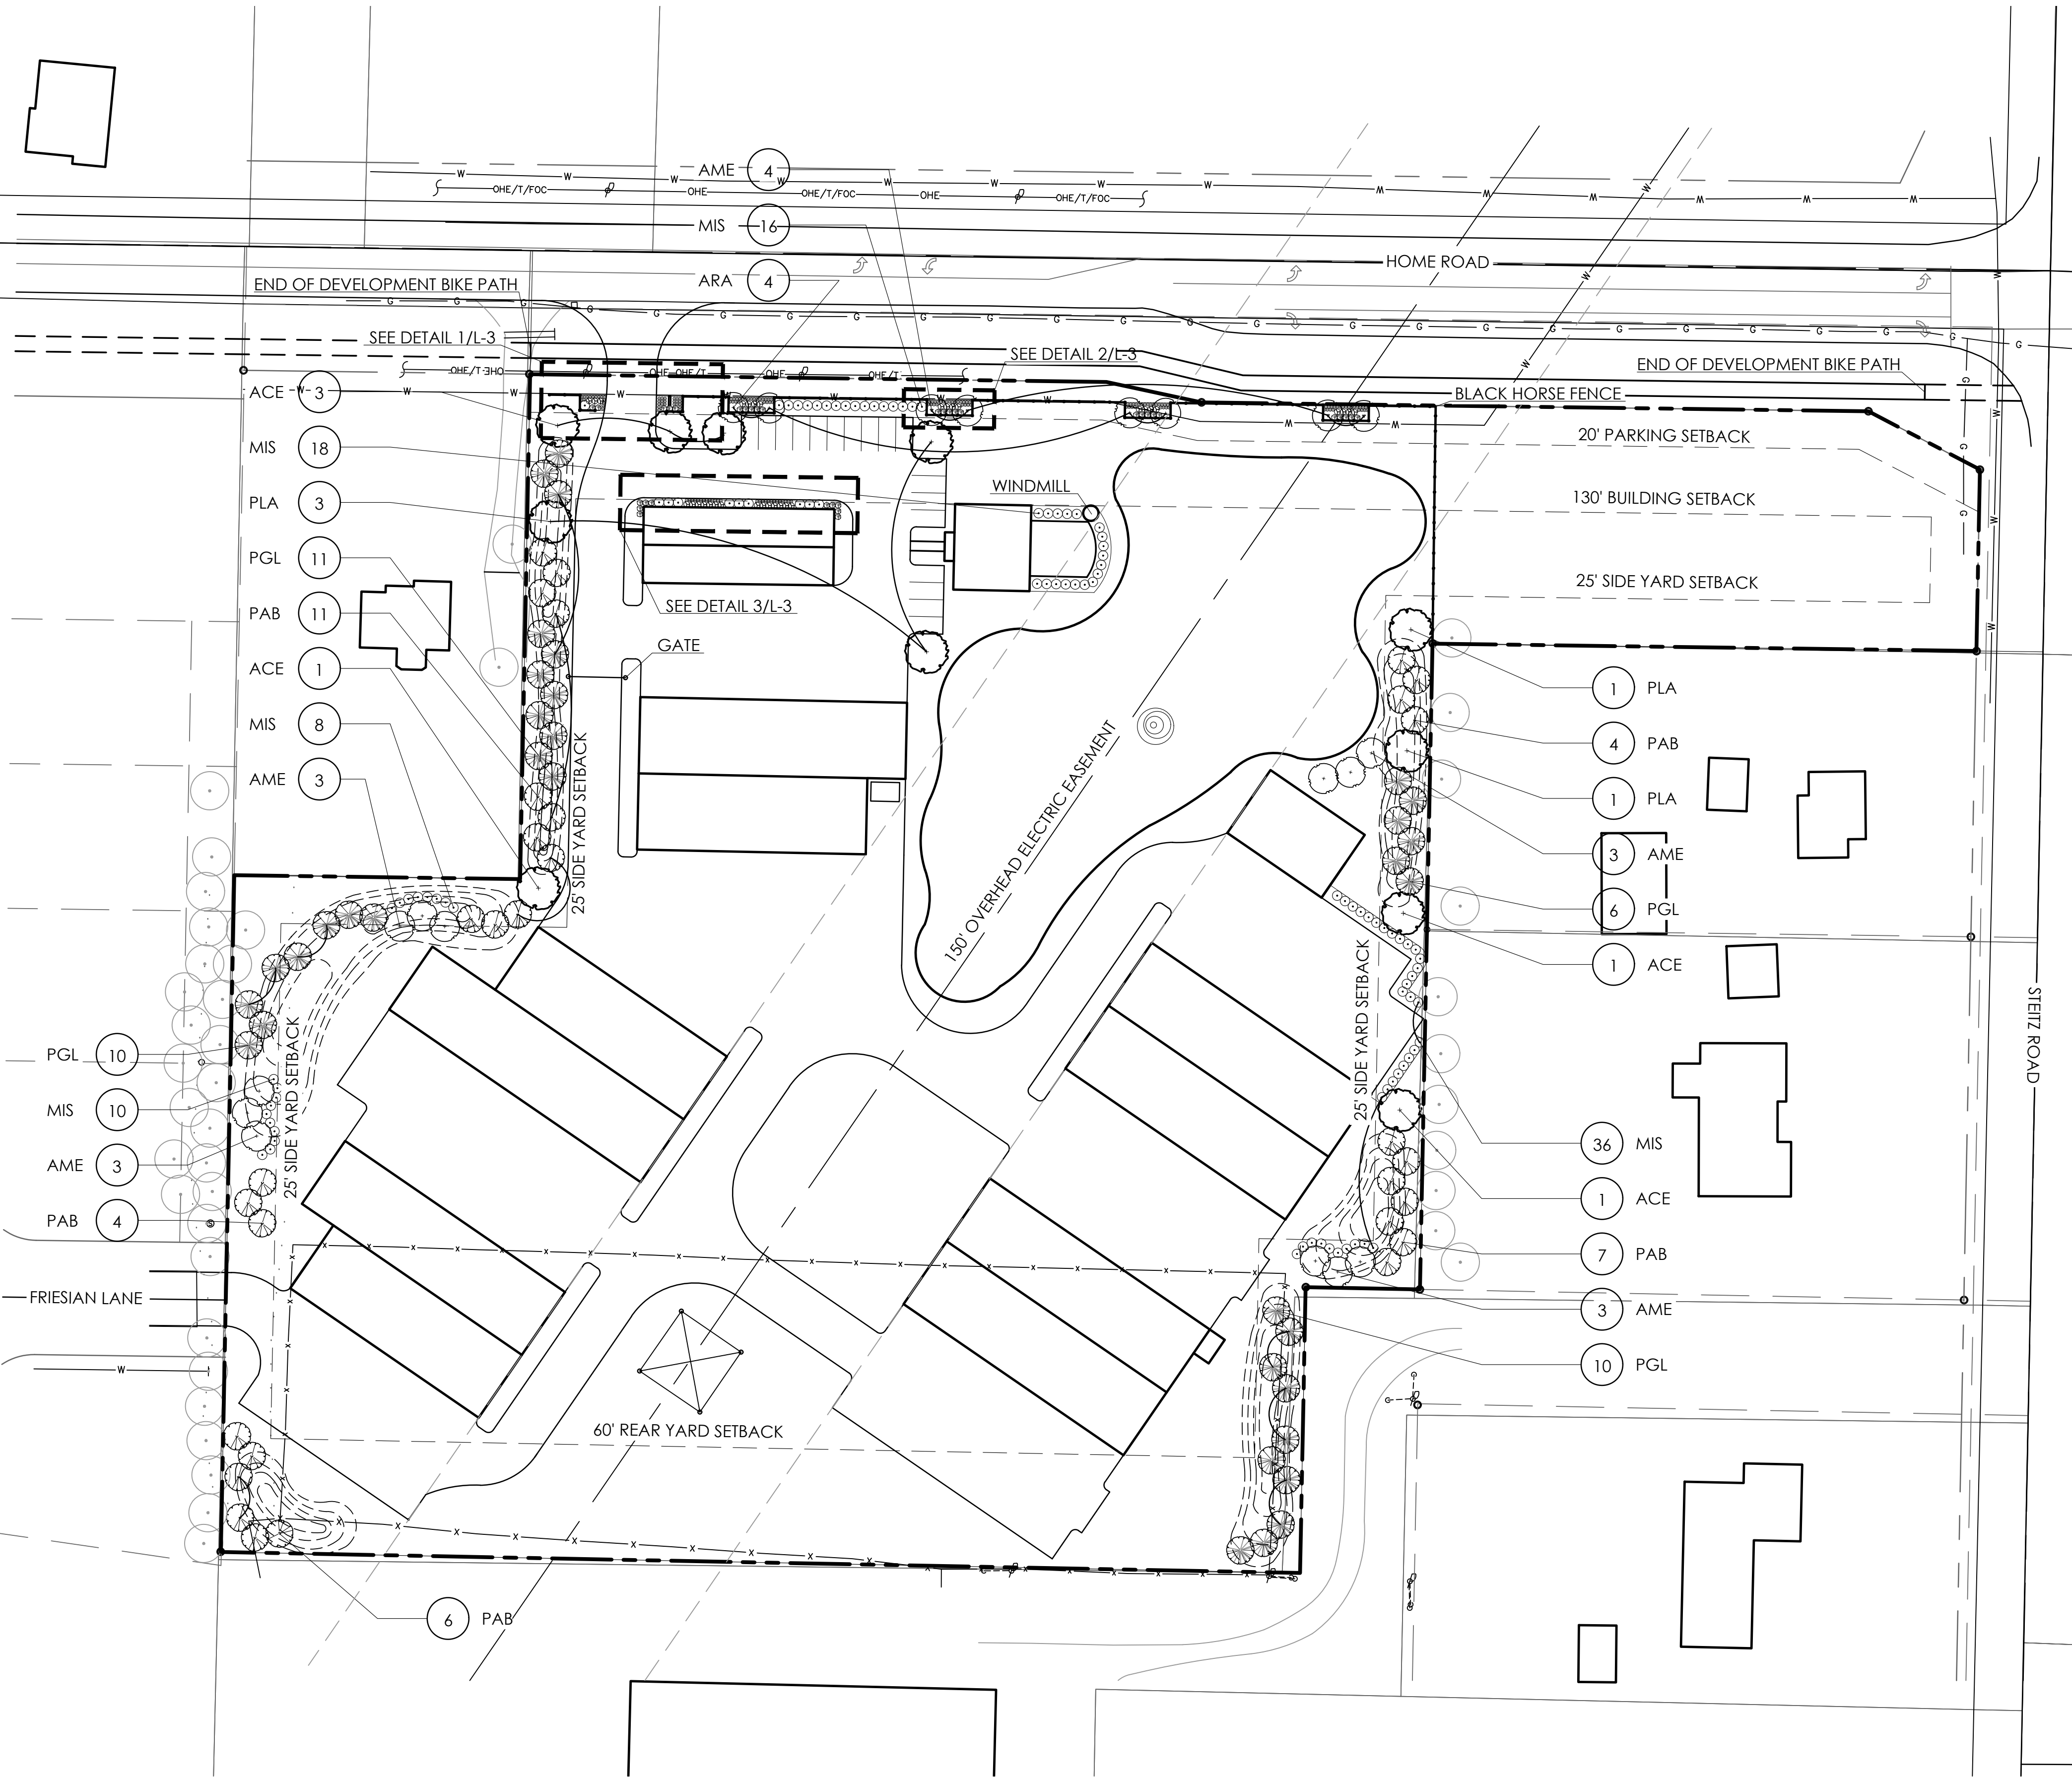 AME 4
W W W W W W W W M M M M M M M
OHE/T/FOC OHE OHE/T/FOC OHE OHE/T/FOC
MIS 16
HOME ROAD
ARA 4
END OF DEVELOPMENT BIKE PATH
G G G G G G G G G G G G G G G G G G G G G G G
SEE DETAIL 1/L-3
SEE DETAIL 2/L-3
END OF DEVELOPMENT BIKE PATH
OHE/T OHE OHE/T OHE OHE/T
ACE 3
W W W W W W M M
BLACK HORSE FENCE
20' PARKING SETBACK
MIS 18
WINDMILL
130' BUILDING SETBACK
PLA 3
PGL 11
25' SIDE YARD SETBACK
SEE DETAIL 3/L-3
PAB 11
GATE
ACE 1
1 PLA
MIS 8
4 PAB
AME 3
1 PLA
25' SIDE YARD SETBACK
150' OVERHEAD ELECTRIC EASEMENT
3 AME
6 PGL
1 ACE
25' SIDE YARD SETBACK
STEITZ ROAD
PGL 10
25' SIDE YARD SETBACK
MIS 10
36 MIS
AME 3
1 ACE
PAB 4
S
7 PAB
X X X X X X X X X X X
FRIESIAN LANE
3 AME
10 PGL
W
60' REAR YARD SETBACK
X X X X X X X X X X
6 PAB